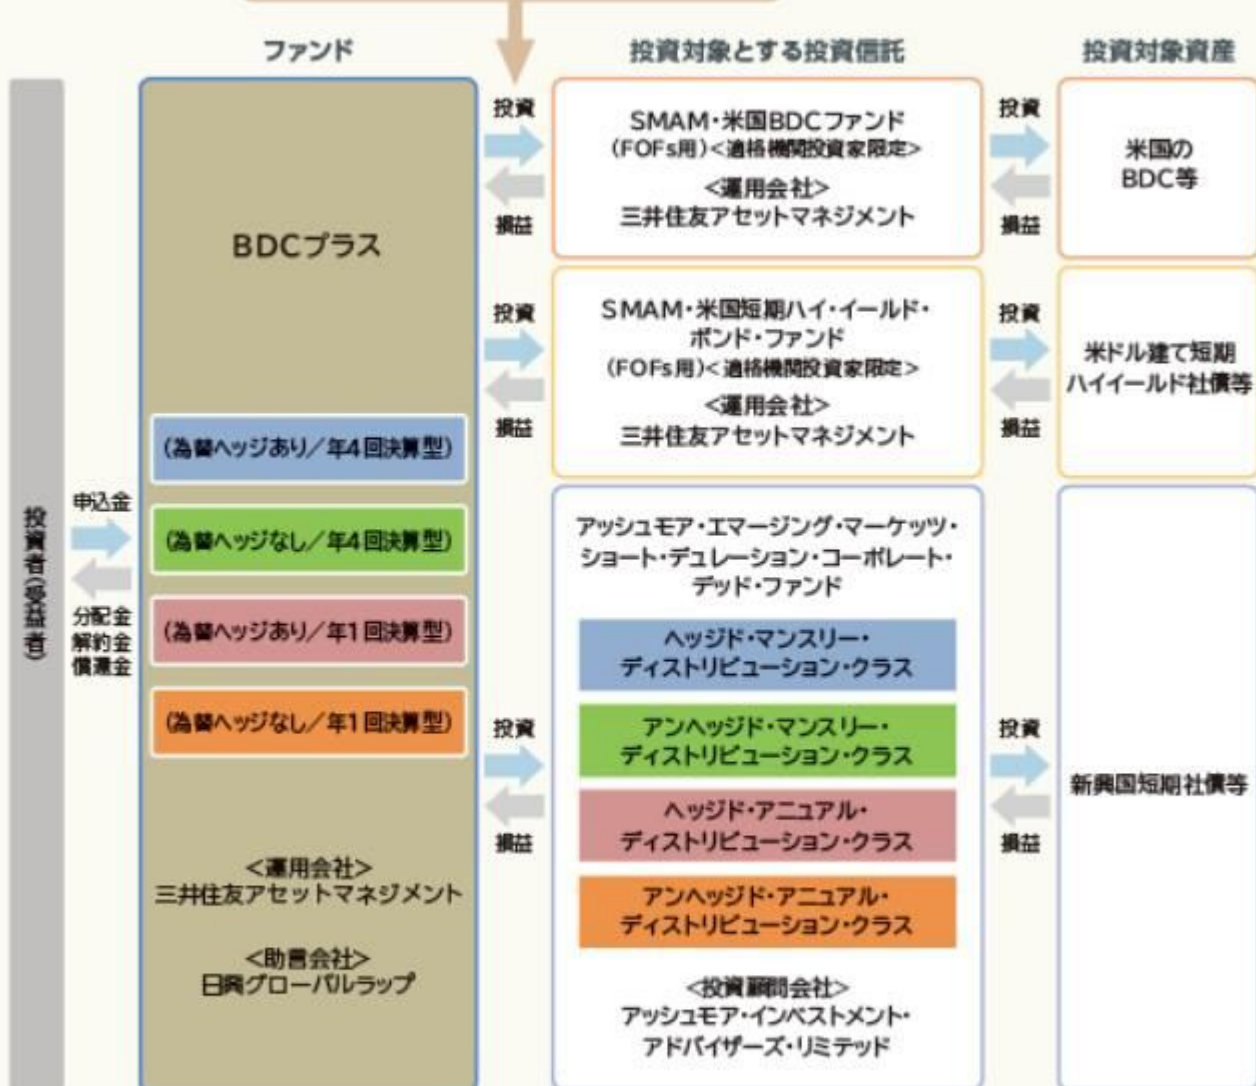 ファンド
投資対象とする投資信託
投資対象資産
投資者(受益者)
申込金
分配金
解約金
償還金
BDCプラス
(為替ヘッジあり/年4回決算型)
(為替ヘッジなし/年4回決算型)
(為替ヘッジあり/年1回決算型)
(為替ヘッジなし/年1回決算型)
<運用会社>
三井住友アセットマネジメント
<助言会社>
日興グローバルラップ
投資
損益
SMAM・米国BDCファンド
(FOFs用)<適格機関投資家限定>
<運用会社>
三井住友アセットマネジメント
投資
損益
米国の
BDC等
投資
損益
SMAM・米国短期ハイ・イールド・
ボンド・ファンド
(FOFs用)<適格機関投資家限定>
<運用会社>
三井住友アセットマネジメント
投資
損益
米ドル建て短期
ハイイールド社債等
投資
損益
アッシュモア・エマージング・マーケッツ・
ショート・デュレーション・コーポレート・
デッド・ファンド
ヘッジド・マンスリー・
ディストリビューション・クラス
アンヘッジド・マンスリー・
ディストリビューション・クラス
ヘッジド・アニュアル・
ディストリビューション・クラス
アンヘッジド・アニュアル・
ディストリビューション・クラス
<投資顧問会社>
アッシュモア・インベストメント・
アドバイザーズ・リミテッド
投資
損益
新興国短期社債等